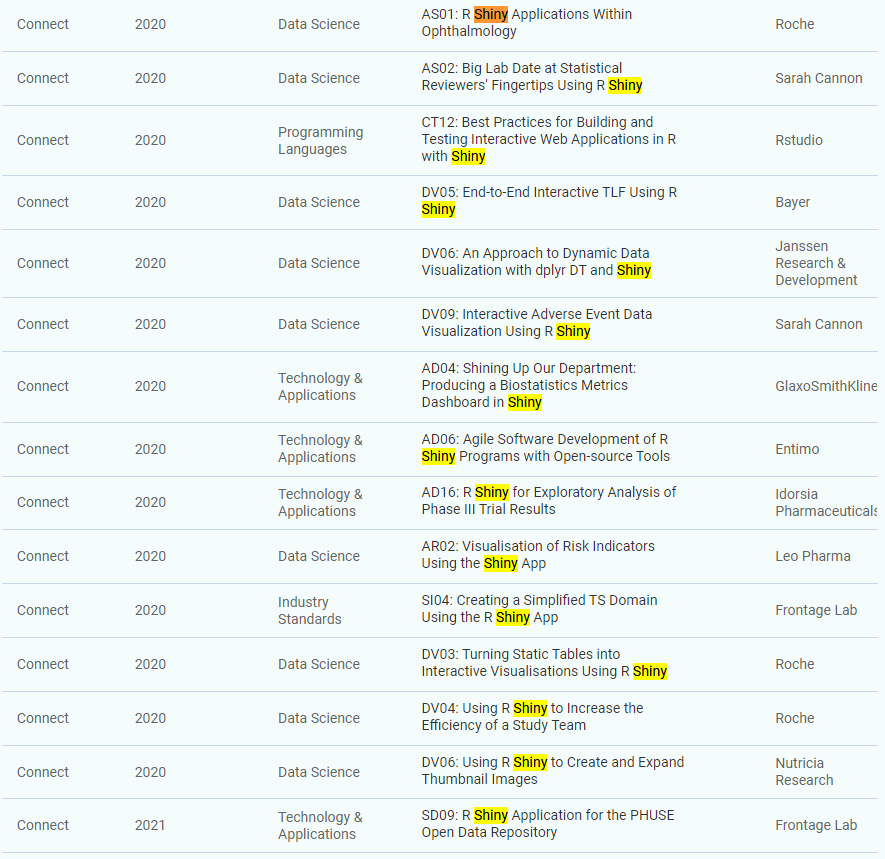 Connect 2020 Data Science AS01: R Shiny Applications Within Roche
Ophthalmology
Connect 2020 Data Science AS02: Big Lab Date at Statistical Sarah Cannon
Reviewers' Fingertips Using R Shiny
Connect 2020 Programming CT12: Best Practices for Building and Rstudio
Languages Testing Interactive Web Applications in R
with Shiny
Connect 2020 Data Science DV05: End-to-End Interactive TLF Using R Bayer
Shiny
Connect 2020 Data Science DV06: An Approach to Dynamic Data Janssen
Visualization with dplyr DT and Shiny Research &
Development
Connect 2020 Data Science DV09: Interactive Adverse Event Data Sarah Cannon
Visualization Using R Shiny
Connect 2020 Technology & AD04: Shining Up Our Department: GlaxoSmithKline
Applications Producing a Biostatistics Metrics
Dashboard in Shiny
Connect 2020 Technology & AD06: Agile Software Development of R Entimo
Applications Shiny Programs with Open-source Tools
Connect 2020 Technology & AD16: R Shiny for Exploratory Analysis of Idorsia
Applications Phase III Trial Results Pharmaceuticals
Connect 2020 Data Science AR02: Visualisation of Risk Indicators Leo Pharma
Using the Shiny App
Connect 2020 Industry SI04: Creating a Simplified TS Domain Frontage Lab
Standards Using the R Shiny App
Connect 2020 Data Science DV03: Turning Static Tables into Roche
Interactive Visualisations Using R Shiny
Connect 2020 Data Science DV04: Using R Shiny to Increase the Roche
Efficiency of a Study Team
Connect 2020 Data Science DV06: Using R Shiny to Create and Expand Nutricia
Thumbnail Images Research
Connect 2021 Technology & SD09: R Shiny Application for the PHUSE Frontage Lab
Applications Open Data Repository